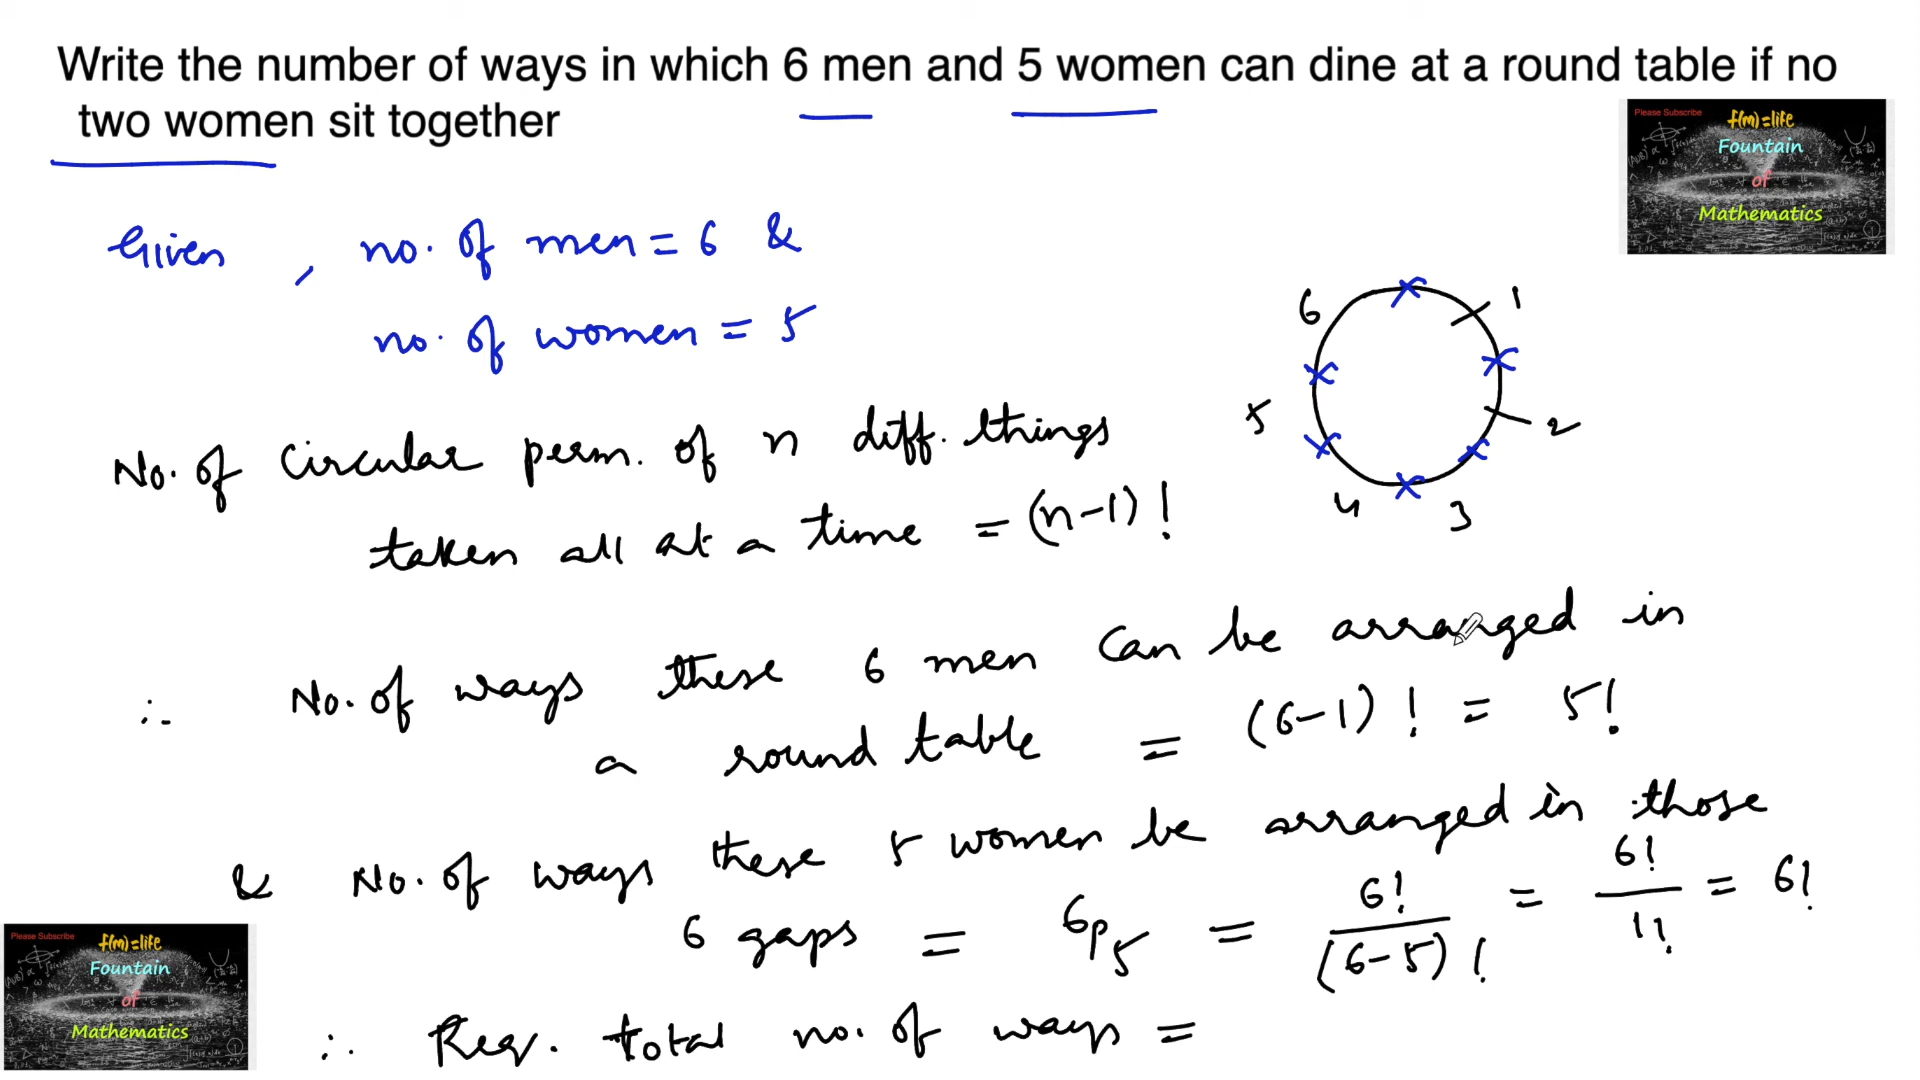 Write the number of ways in which 6 men and 5 women can dine at a round table if no
two women sit together
Please Subscribe
f(m)=life
Fountain
of
Mathematics
Given, no. of men = 6 &
no. of women = 5
6 1
5 2
4 3
No. of Circular perm. of n diff. things
taken all at a time = (n-1)!
∴ No. of ways these 6 men can be arranged in
a round table = (6-1)! = 5!
& No. of ways these 5 women be arranged in those
6 gaps = 6P5 = 6!/(6-5)! = 6!/1! = 6!
∴ Req. total no. of ways =
Please Subscribe
f(m)=life
Fountain
of
Mathematics